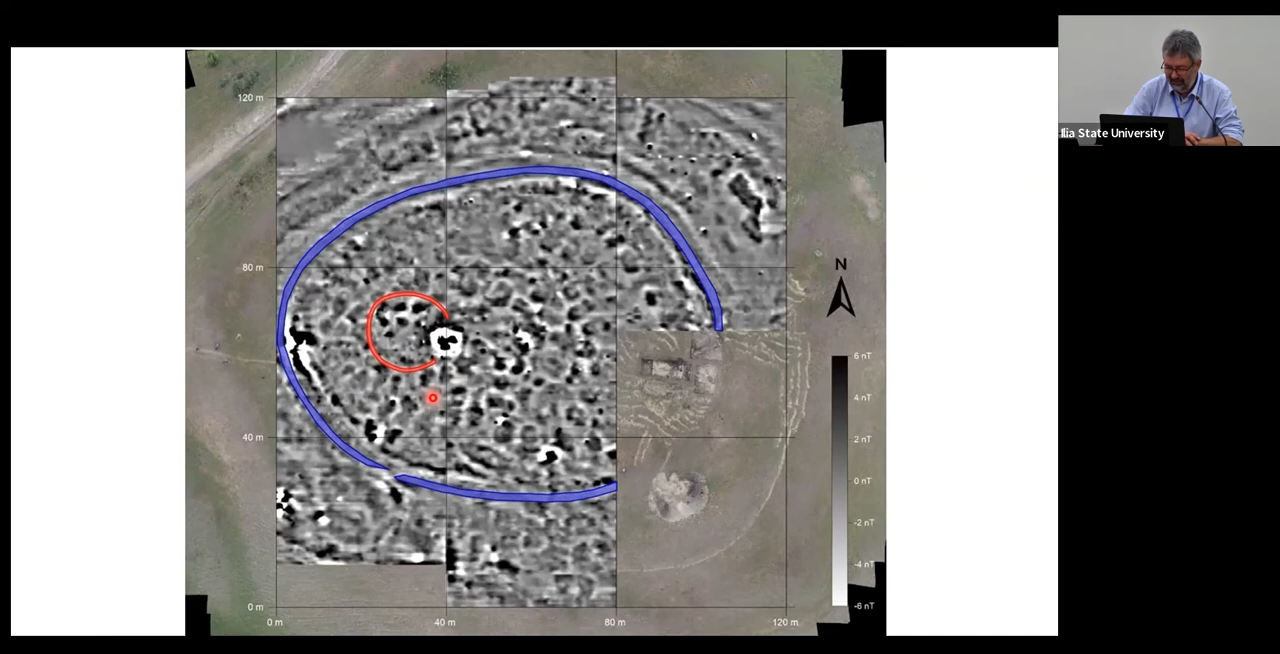 120 m
80 m
40 m
0 m
0 m
40 m
80 m
120 m
N
6 nT
4 nT
2 nT
0 nT
-2 nT
-4 nT
-6 nT
Ilia State University